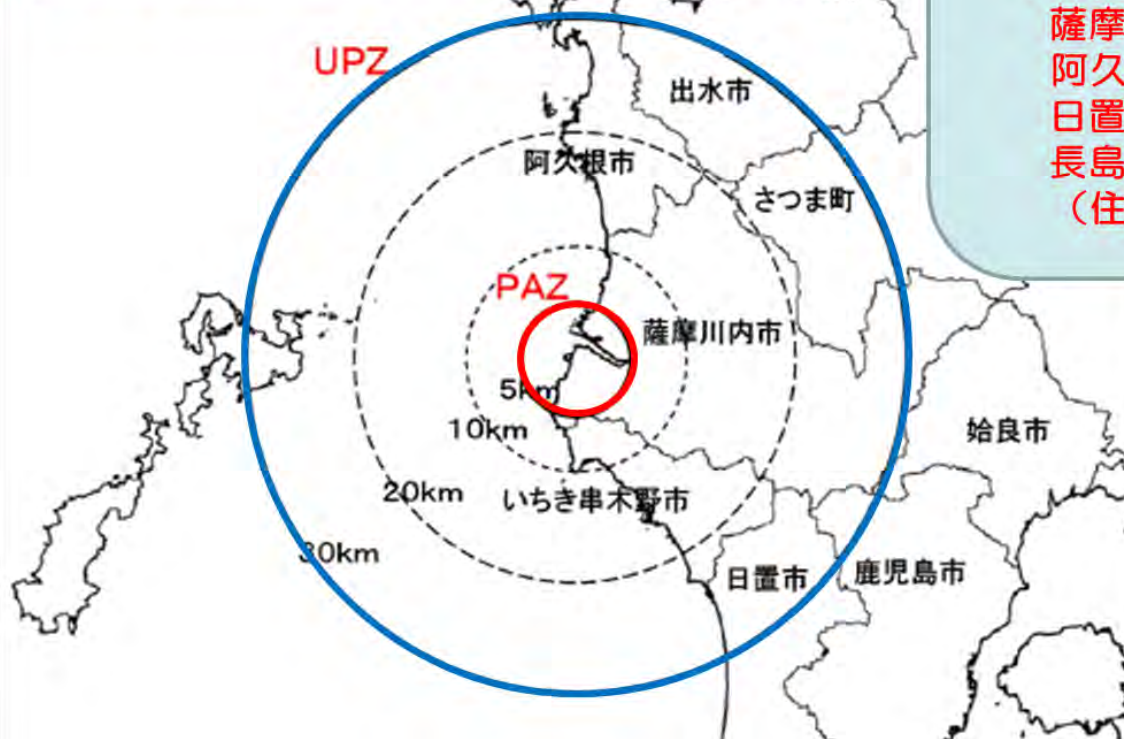 薩摩
阿久
日置
長島
（住
UPZ
出水市
阿久根市
さつま町
PAZ
薩摩川内市
5km
10km
姶良市
20km
いちき串木野市
30km
日置市
鹿児島市